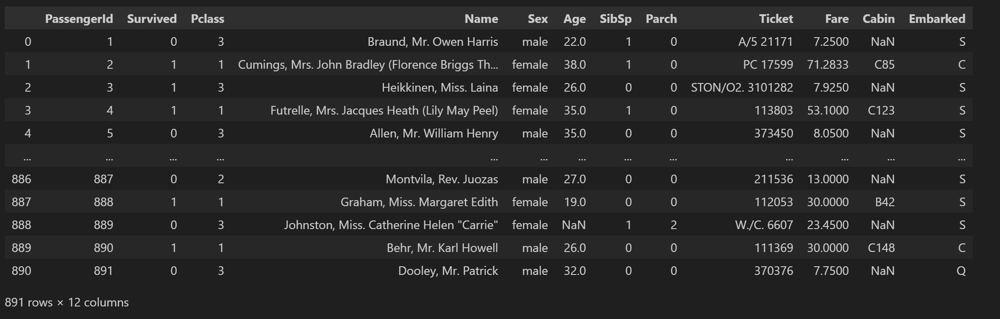 PassengerId Survived Pclass Name Sex Age SibSp Parch Ticket Fare Cabin Embarked
0 1 0 3 Braund, Mr. Owen Harris male 22.0 1 0 A/5 21171 7.2500 NaN S
1 2 1 1 Cumings, Mrs. John Bradley (Florence Briggs Th... female 38.0 1 0 PC 17599 71.2833 C85 C
2 3 1 3 Heikkinen, Miss. Laina female 26.0 0 0 STON/O2. 3101282 7.9250 NaN S
3 4 1 1 Futrelle, Mrs. Jacques Heath (Lily May Peel) female 35.0 1 0 113803 53.1000 C123 S
4 5 0 3 Allen, Mr. William Henry male 35.0 0 0 373450 8.0500 NaN S
... ... ... ... ... ... ... ... ... ... ... ... ...
886 887 0 2 Montvila, Rev. Juozas male 27.0 0 0 211536 13.0000 NaN S
887 888 1 1 Graham, Miss. Margaret Edith female 19.0 0 0 112053 30.0000 B42 S
888 889 0 3 Johnston, Miss. Catherine Helen "Carrie" female NaN 1 2 W./C. 6607 23.4500 NaN S
889 890 1 1 Behr, Mr. Karl Howell male 26.0 0 0 111369 30.0000 C148 C
890 891 0 3 Dooley, Mr. Patrick male 32.0 0 0 370376 7.7500 NaN Q
891 rows × 12 columns